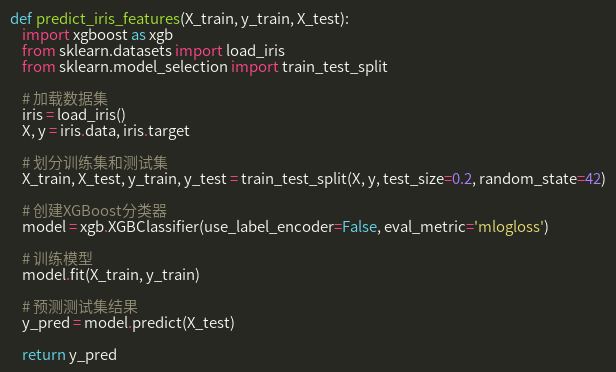 def predict_iris_features(X_train, y_train, X_test):
import xgboost as xgb
from sklearn.datasets import load_iris
from sklearn.model_selection import train_test_split
# 加载数据集
iris = load_iris()
X, y = iris.data, iris.target
# 划分训练集和测试集
X_train, X_test, y_train, y_test = train_test_split(X, y, test_size=0.2, random_state=42)
# 创建XGBoost分类器
model = xgb.XGBClassifier(use_label_encoder=False, eval_metric='mlogloss')
# 训练模型
model.fit(X_train, y_train)
# 预测测试集结果
y_pred = model.predict(X_test)
return y_pred